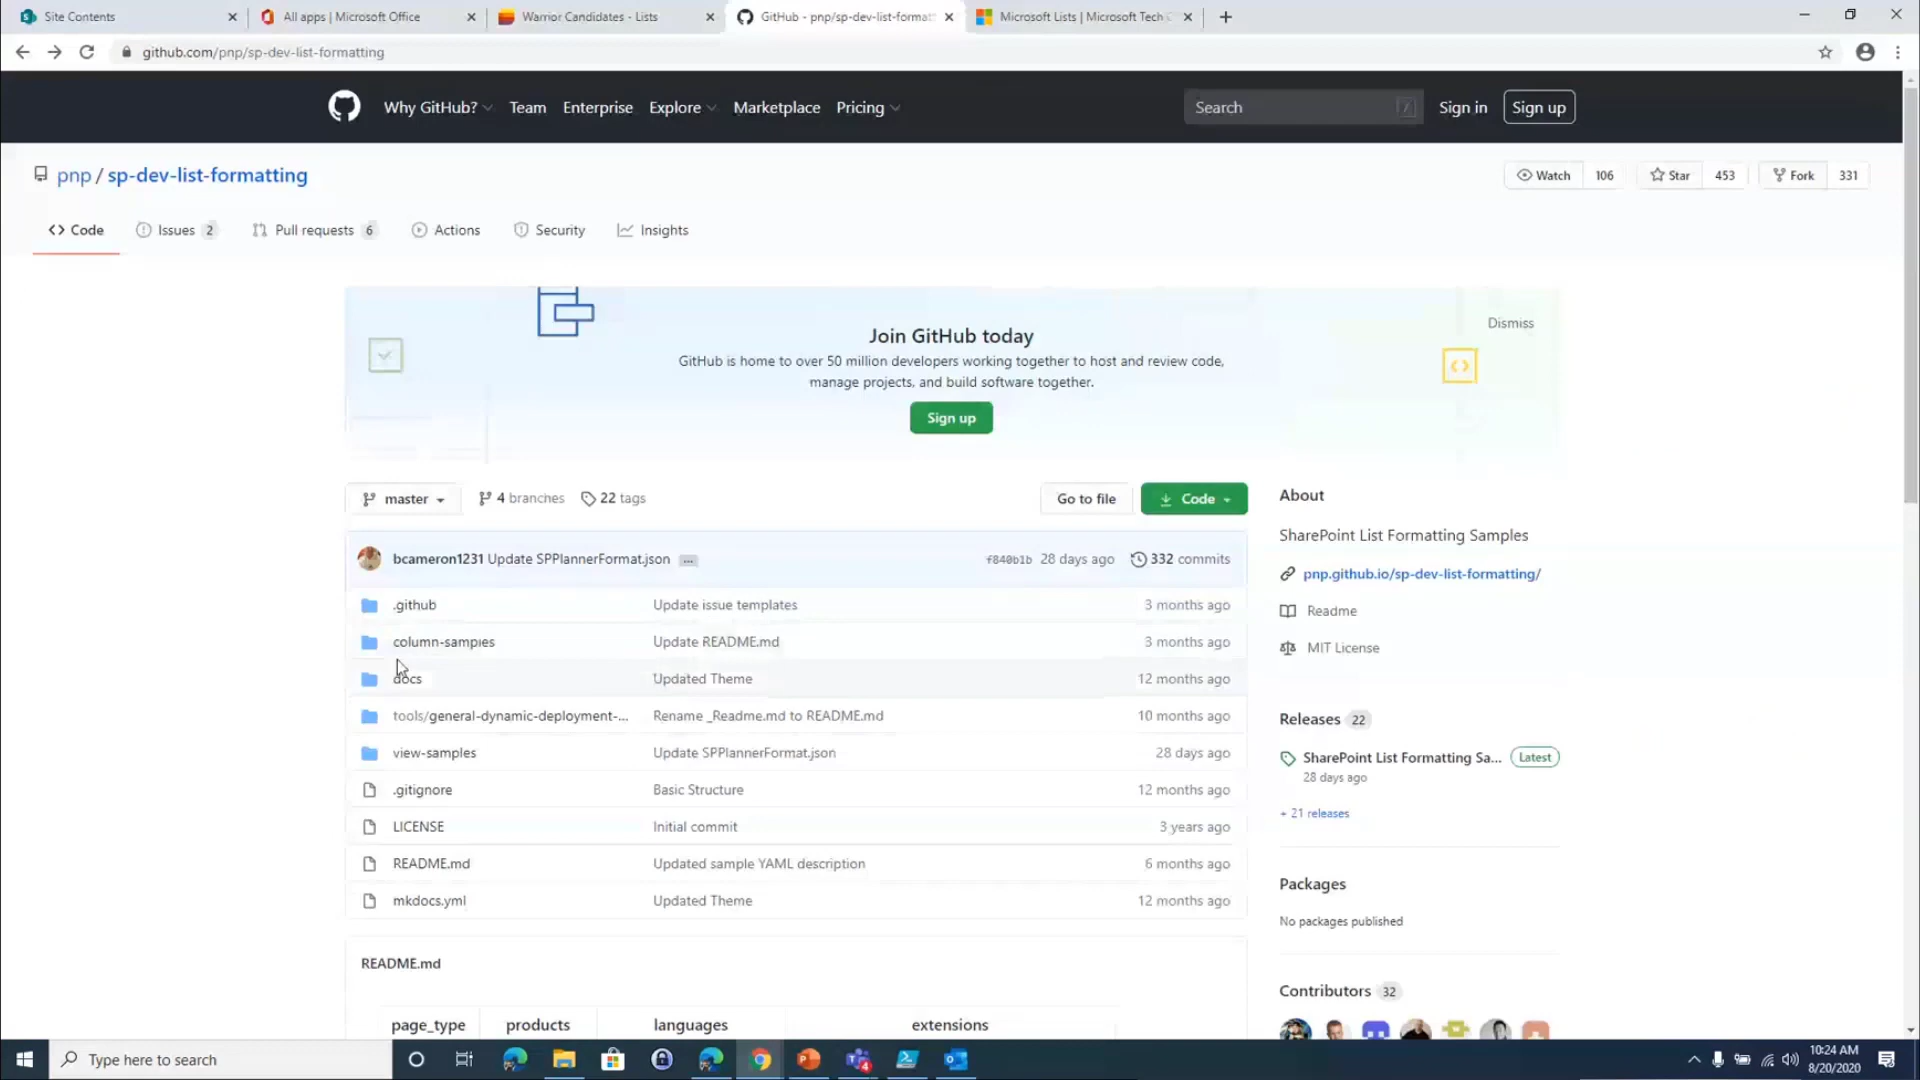 Site Contents
All apps | Microsoft Office
Warrior Candidates - Lists
GitHub - pnp/sp-dev-list-format
Microsoft Lists | Microsoft Tech C
github.com/pnp/sp-dev-list-formatting
Why GitHub? Team Enterprise Explore Marketplace Pricing
Search /
Sign in Sign up
pnp / sp-dev-list-formatting
Watch 106 Star 453 Fork 331
Code Issues 2 Pull requests 6 Actions Security Insights
Join GitHub today
Dismiss
GitHub is home to over 50 million developers working together to host and review code,
manage projects, and build software together.
Sign up
master 4 branches 22 tags Go to file Code
bcameron1231 Update SPPlannerFormat.json ... f840b1b 28 days ago 332 commits
.github Update issue templates 3 months ago
column-samples Update README.md 3 months ago
docs Updated Theme 12 months ago
tools/general-dynamic-deployment-... Rename _Readme.md to README.md 10 months ago
view-samples Update SPPlannerFormat.json 28 days ago
.gitignore Basic Structure 12 months ago
LICENSE Initial commit 3 years ago
README.md Updated sample YAML description 6 months ago
mkdocs.yml Updated Theme 12 months ago
README.md
page_type products languages extensions
About
SharePoint List Formatting Samples
pnp.github.io/sp-dev-list-formatting/
Readme
MIT License
Releases 22
SharePoint List Formatting Sa... Latest
28 days ago
+ 21 releases
Packages
No packages published
Contributors 32
Type here to search
4
10:24 AM
8/20/2020